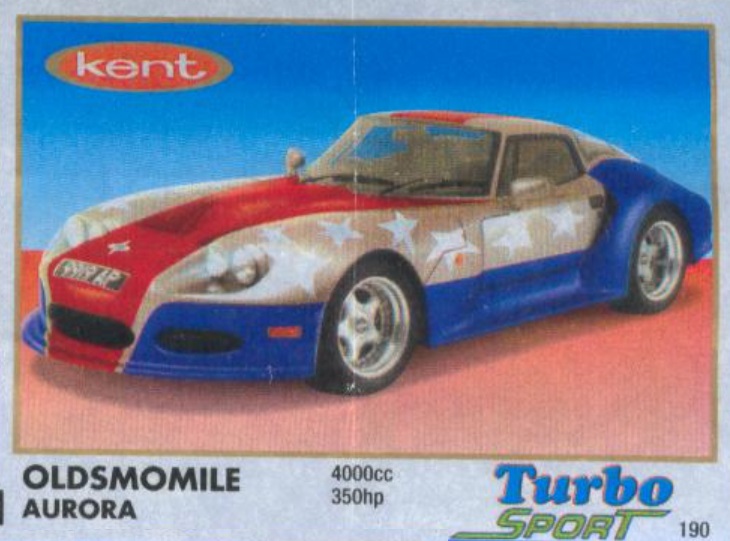 kent
OLDSMOMILE
AURORA
4000cc
350hp
Turbo
SPORT
190